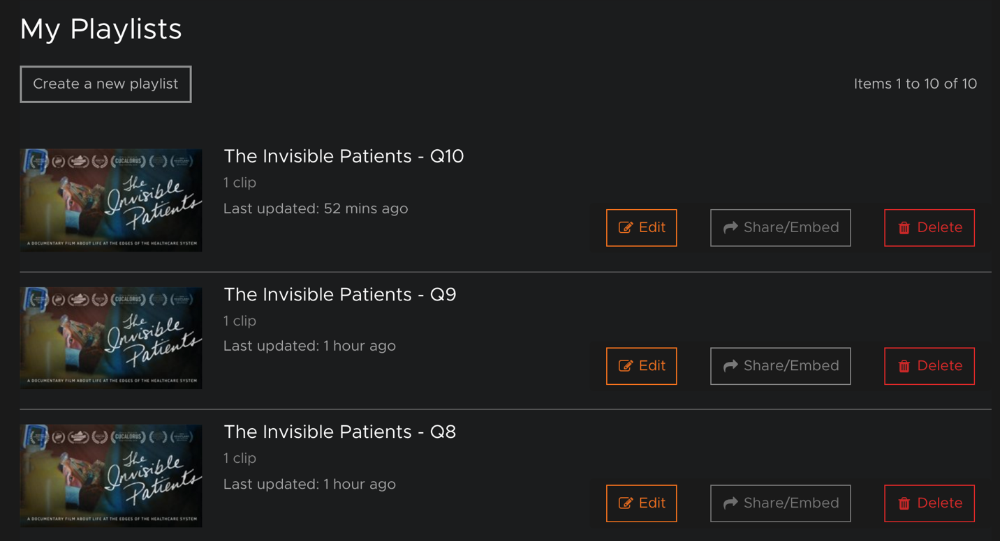 My Playlists
Create a new playlist
Items 1 to 10 of 10
CUCALORUS
The
Invisible
Patients
A DOCUMENTARY FILM ABOUT LIFE AT THE EDGES OF THE HEALTHCARE SYSTEM
The Invisible Patients - Q10
1 clip
Last updated: 52 mins ago
Edit
Share/Embed
Delete
CUCALORUS
The
Invisible
Patients
A DOCUMENTARY FILM ABOUT LIFE AT THE EDGES OF THE HEALTHCARE SYSTEM
The Invisible Patients - Q9
1 clip
Last updated: 1 hour ago
Edit
Share/Embed
Delete
CUCALORUS
The
Invisible
Patients
A DOCUMENTARY FILM ABOUT LIFE AT THE EDGES OF THE HEALTHCARE SYSTEM
The Invisible Patients - Q8
1 clip
Last updated: 1 hour ago
Edit
Share/Embed
Delete